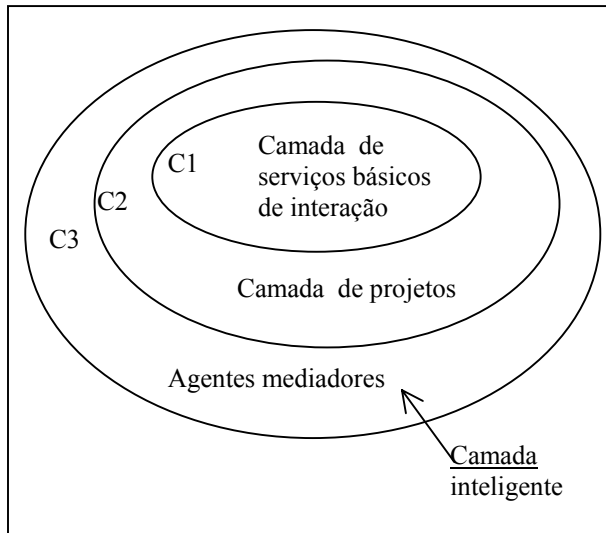 C1
Camada de
serviços básicos
de interação
C2
C3
Camada de projetos
Agentes mediadores
Camada
inteligente